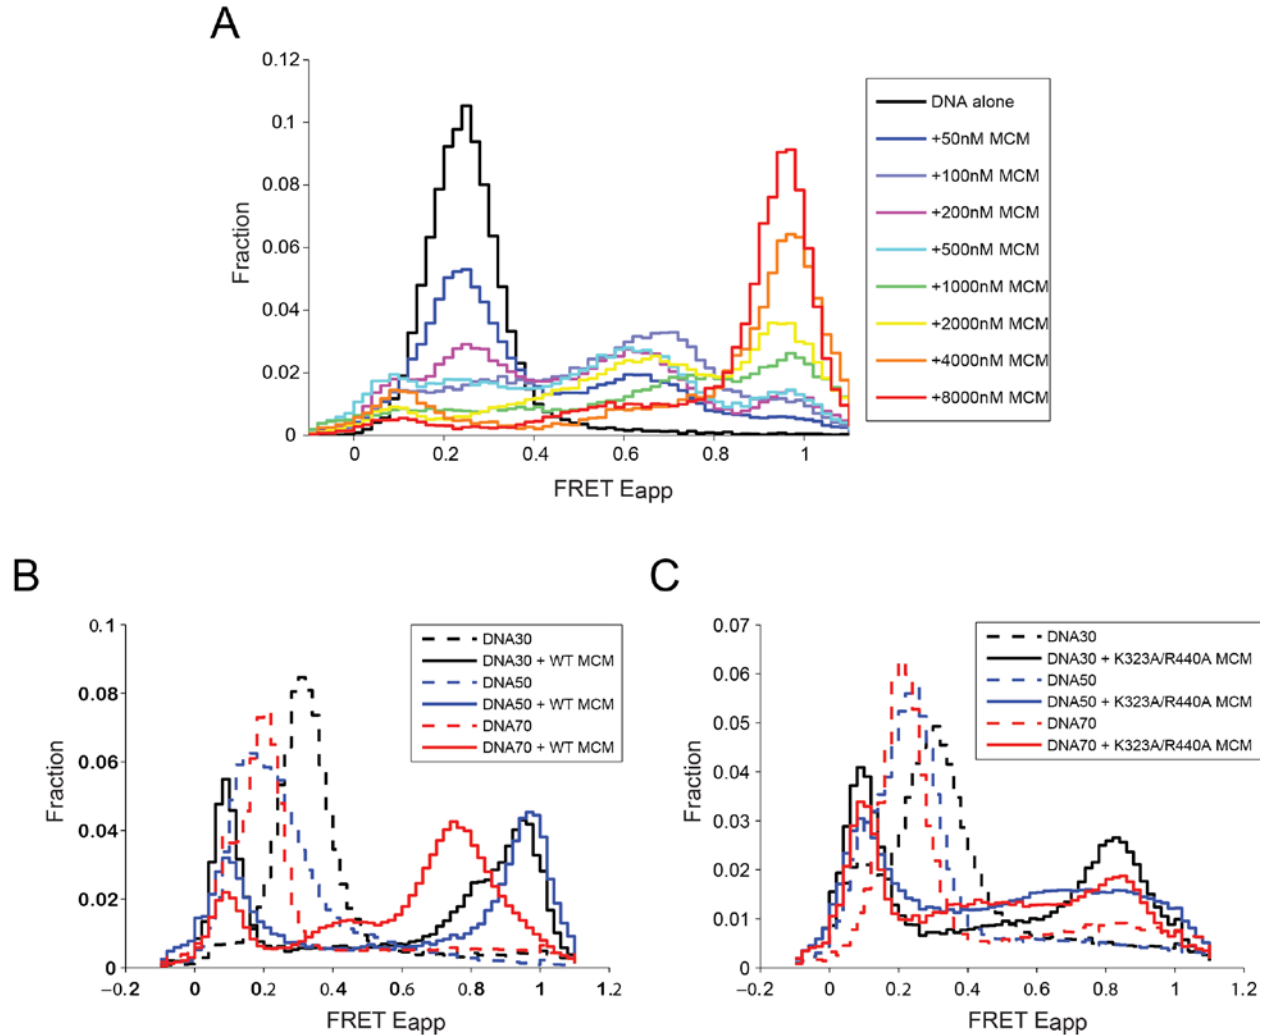 A
0.12
0.1
0.08
0.06
0.04
0.02
0
Fraction
0
0.2
0.4
0.6
0.8
1
FRET Eapp
DNA alone
+50nM MCM
+100nM MCM
+200nM MCM
+500nM MCM
+1000nM MCM
+2000nM MCM
+4000nM MCM
+8000nM MCM
B
0.1
0.08
0.06
0.04
0.02
0
Fraction
−0.2
0
0.2
0.4
0.6
0.8
1
1.2
FRET Eapp
DNA30
DNA30 + WT MCM
DNA50
DNA50 + WT MCM
DNA70
DNA70 + WT MCM
C
0.07
0.06
0.05
0.04
0.03
0.02
0.01
0
Fraction
−0.2
0
0.2
0.4
0.6
0.8
1
1.2
FRET Eapp
DNA30
DNA30 + K323A/R440A MCM
DNA50
DNA50 + K323A/R440A MCM
DNA70
DNA70 + K323A/R440A MCM